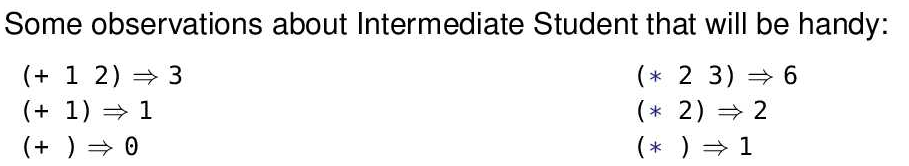 Some observations about Intermediate Student that will be handy:
(+ 1 2) ⇒ 3 (* 2 3) ⇒ 6
(+ 1) ⇒ 1 (* 2) ⇒ 2
(+ ) ⇒ 0 (* ) ⇒ 1